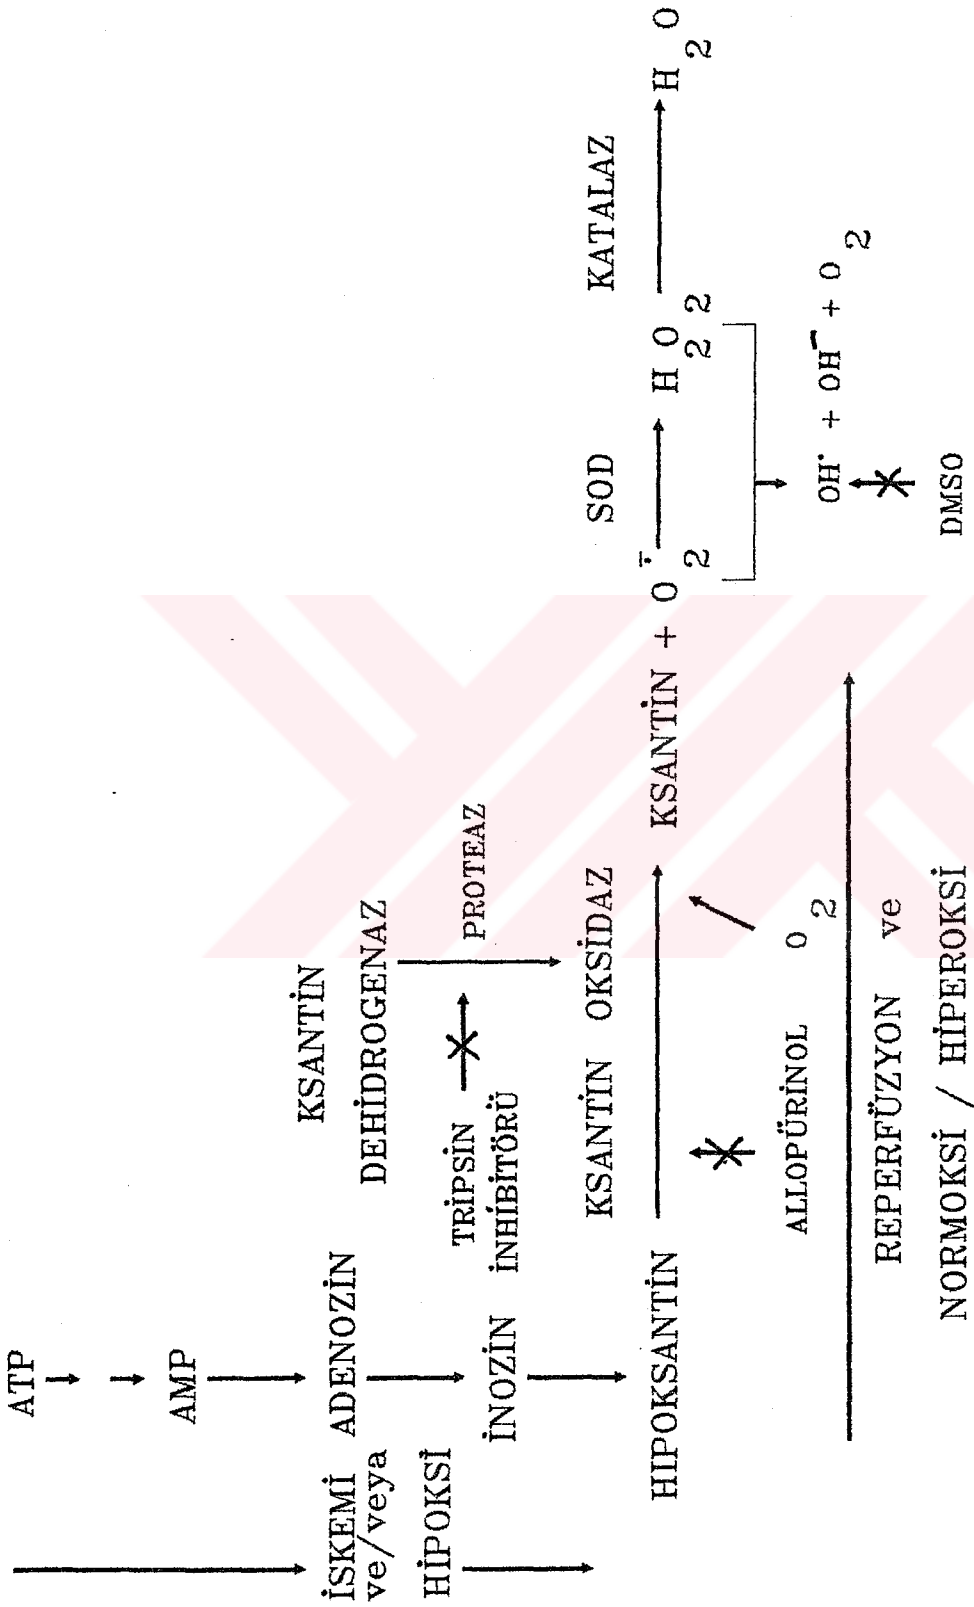 ATP
AMP
İSKEMİ ADENOZİN
ve/veya
HİPOKSİ
İNOZİN
HIPOKSANTİN
KSANTİN
DEHİDROGENAZ
TRİPSİN
İNHİBİTÖRÜ
PROTEAZ
KSANTİN OKSİDAZ
KSANTİN + O₂∸
SOD
H₂O₂
KATALAZ
H₂O
ALLOPÜRİNOL O₂
OH· + OH⁻ + O₂
DMSO
REPERFÜZYON ve
NORMOKSİ / HİPEROKSİ